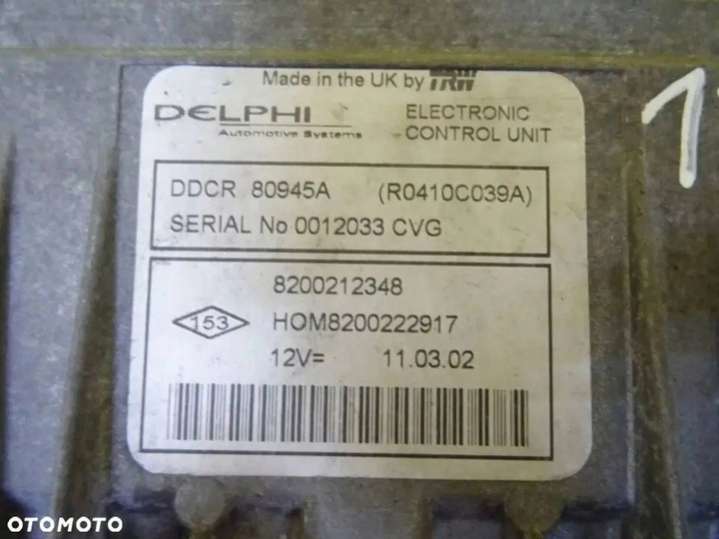 Made in the UK by TRW
DELPHI
Automotive Systems
ELECTRONIC
CONTROL UNIT
DDCR 80945A (R0410C039A)
SERIAL No 0012033 CVG
8200212348
153 HOM8200222917
12V= 11.03.02
OTOMOTO